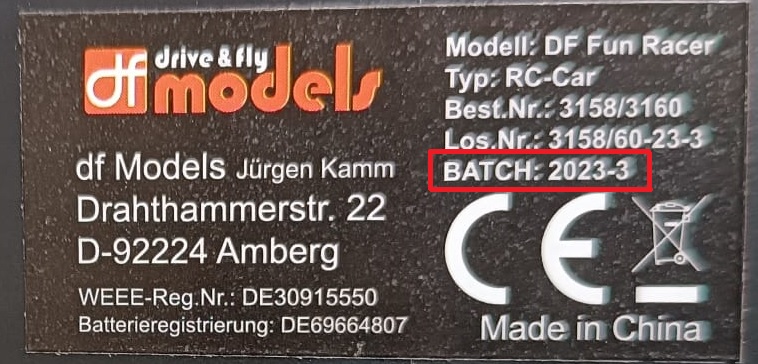 df drive & fly
models
df Models Jürgen Kamm
Drahthammerstr. 22
D-92224 Amberg
WEEE-Reg.Nr.: DE30915550
Batterieregistrierung: DE69664807
Modell: DF Fun Racer
Typ: RC-Car
Best.Nr.: 3158/3160
Los.Nr.: 3158/60-23-3
BATCH: 2023-3
CE
Made in China